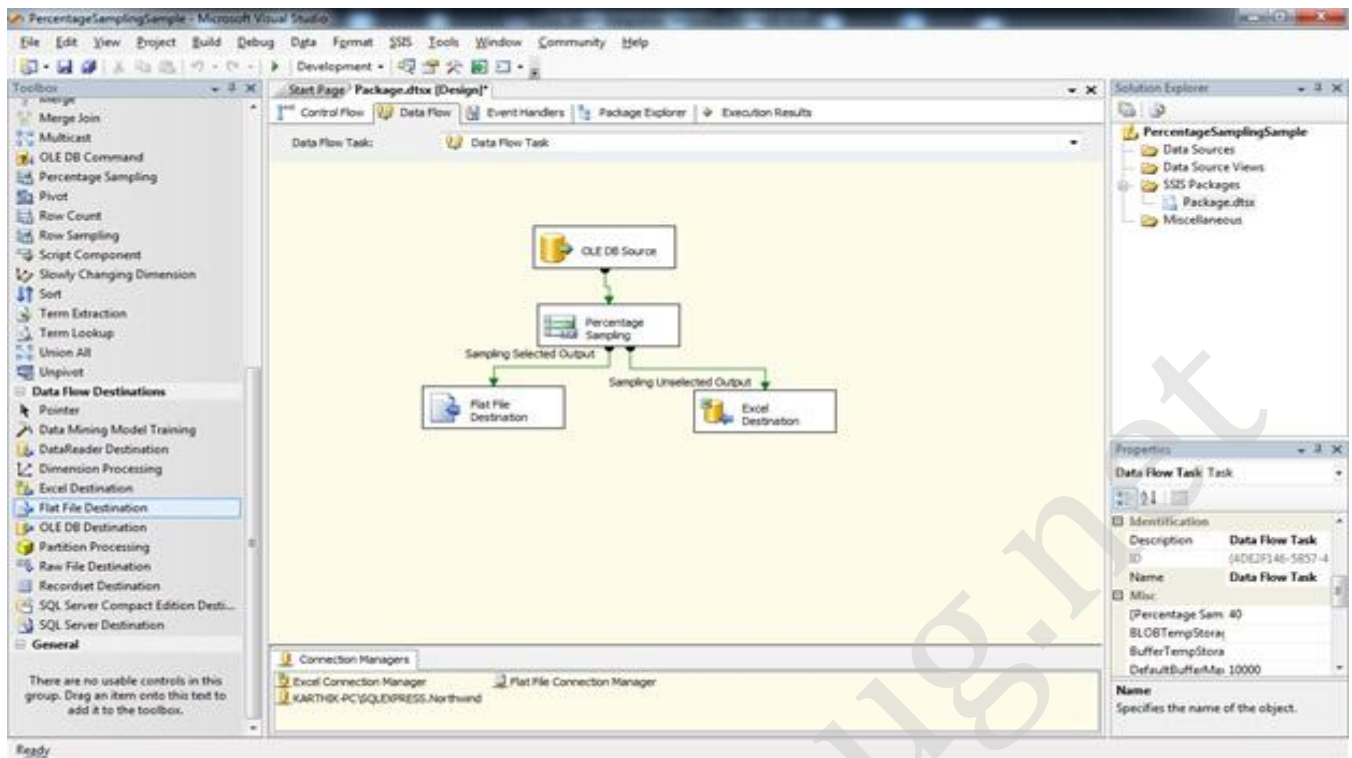 PercentageSamplingSample - Microsoft Visual Studio
File Edit View Project Build Debug Data Format SSIS Tools Window Community Help
Development
Toolbox
Merge
Merge Join
Multicast
OLE DB Command
Percentage Sampling
Pivot
Row Count
Row Sampling
Script Component
Slowly Changing Dimension
Sort
Term Extraction
Term Lookup
Union All
Unpivot
Data Flow Destinations
Pointer
Data Mining Model Training
DataReader Destination
Dimension Processing
Excel Destination
Flat File Destination
OLE DB Destination
Partition Processing
Raw File Destination
Recordset Destination
SQL Server Compact Edition Desti...
SQL Server Destination
General
There are no usable controls in this
group. Drag an item onto this text to
add it to the toolbox.
Start Page Package.dtsx [Design]*
Control Flow Data Flow Event Handlers Package Explorer Execution Results
Data Flow Task: Data Flow Task
OLE DB Source
Percentage
Sampling
Sampling Selected Output
Sampling Unselected Output
Flat File
Destination
Excel
Destination
Connection Managers
Excel Connection Manager Flat File Connection Manager
KARTHIK-PC\SQLEXPRESS.Northwind
Solution Explorer
PercentageSamplingSample
Data Sources
Data Source Views
SSIS Packages
Package.dtsx
Miscellaneous
Properties
Data Flow Task Task
Identification
Description Data Flow Task
ID {4DE2F146-5B57-4
Name Data Flow Task
Misc
[Percentage Sam 40
BLOBTempStorag
BufferTempStora
DefaultBufferMa 10000
Name
Specifies the name of the object.
Ready
ug.net